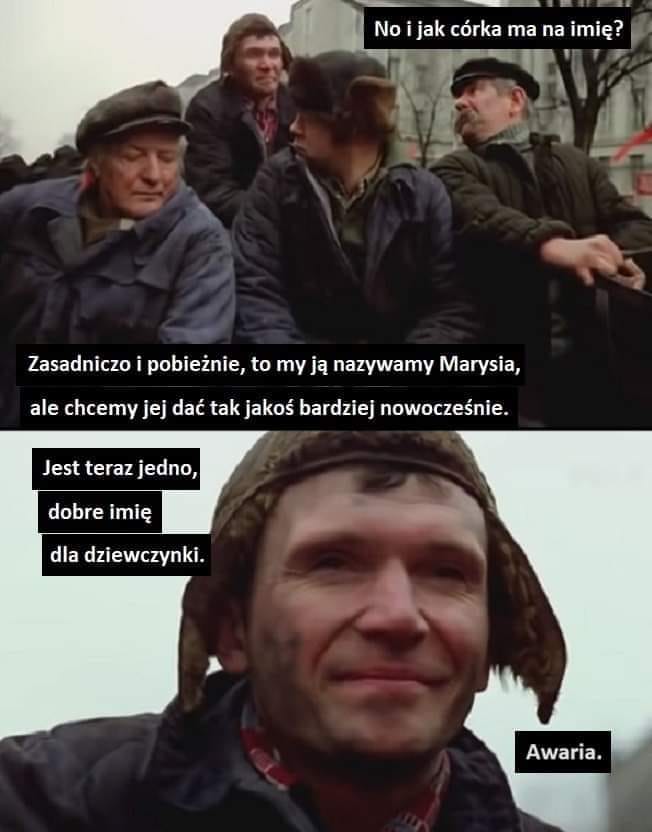 No i jak córka ma na imię?
Zasadniczo i pobieżnie, to my ją nazywamy Marysia,
ale chcemy jej dać tak jakoś bardziej nowocześnie.
Jest teraz jedno,
dobre imię
dla dziewczynki.
Awaria.